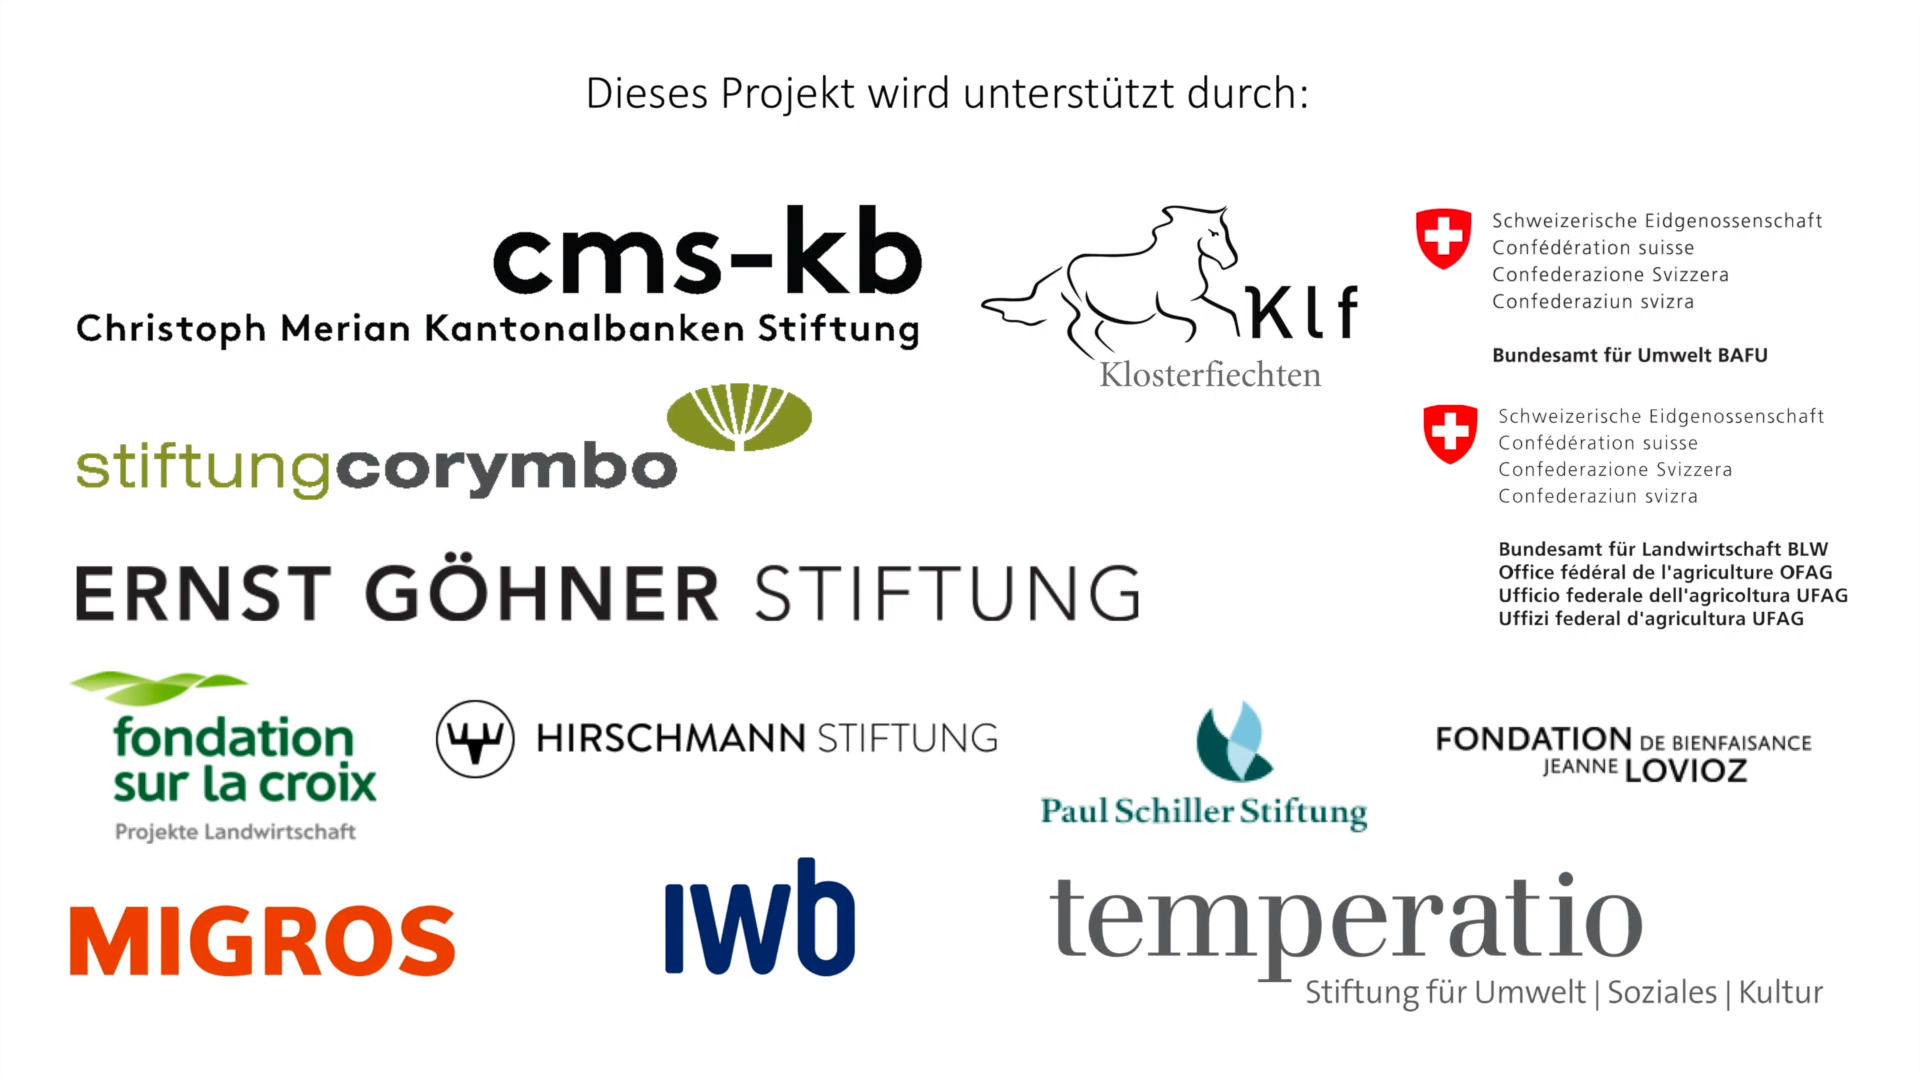 Dieses Projekt wird unterstützt durch:
cms-kb
Christoph Merian Kantonalbanken Stiftung
Klf
Klosterfiechten
Schweizerische Eidgenossenschaft
Confédération suisse
Confederazione Svizzera
Confederaziun svizra
Bundesamt für Umwelt BAFU
stiftungcorymbo
Schweizerische Eidgenossenschaft
Confédération suisse
Confederazione Svizzera
Confederaziun svizra
Bundesamt für Landwirtschaft BLW
Office fédéral de l'agriculture OFAG
Ufficio federale dell'agricoltura UFAG
Uffizi federal d'agricultura UFAG
ERNST GÖHNER STIFTUNG
fondation
sur la croix
Projekte Landwirtschaft
HIRSCHMANN STIFTUNG
Paul Schiller Stiftung
FONDATION DE BIENFAISANCE
JEANNE LOVIOZ
MIGROS
IWB
temperatio
Stiftung für Umwelt | Soziales | Kultur